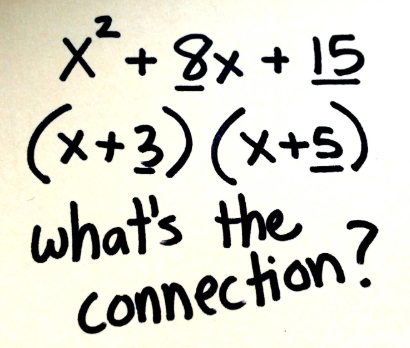 x² + 8x + 15
(x+3) (x+5)
what's the
connection?